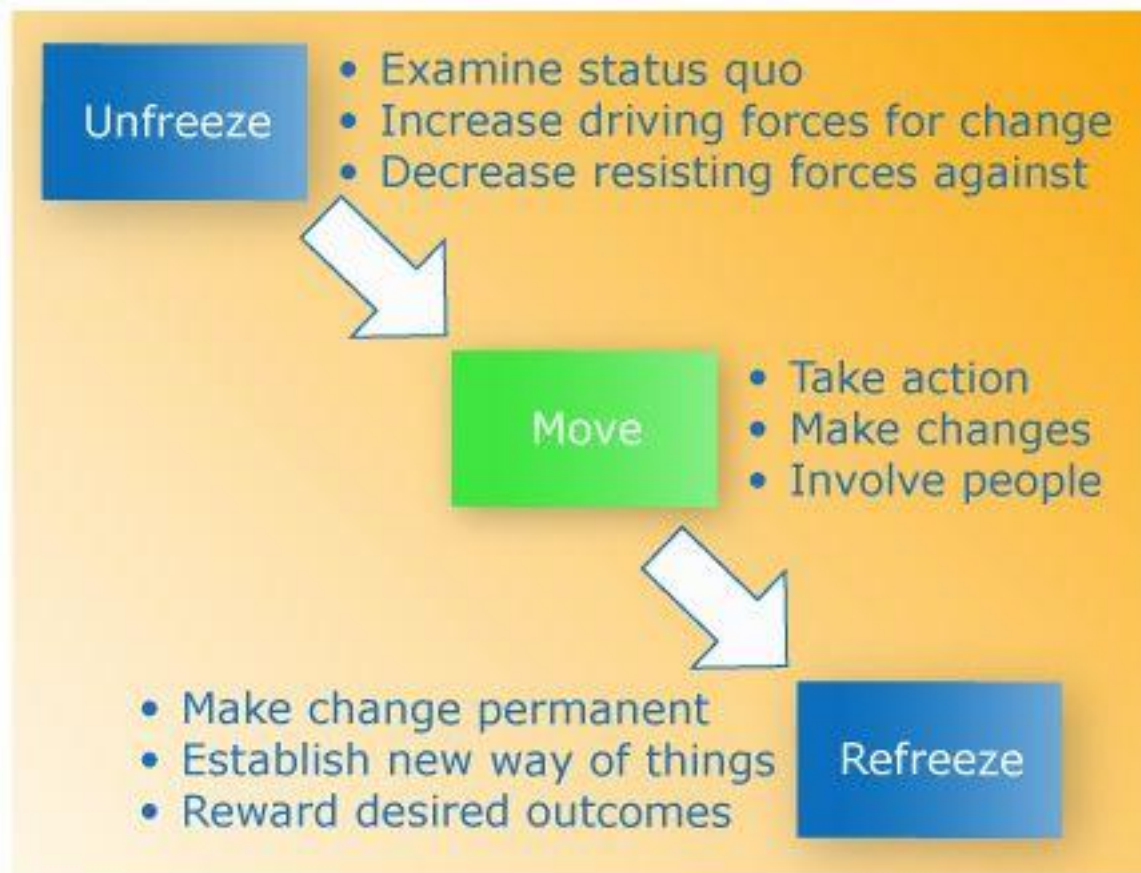 Unfreeze
• Examine status quo
• Increase driving forces for change
• Decrease resisting forces against
Move
• Take action
• Make changes
• Involve people
• Make change permanent
• Establish new way of things
• Reward desired outcomes
Refreeze